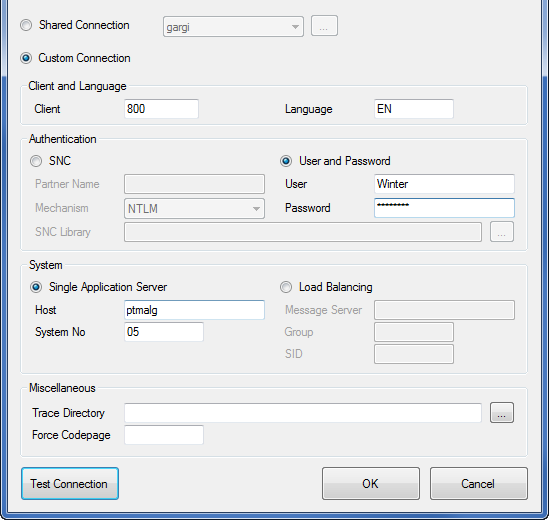 Shared Connection gargi ...
Custom Connection
Client and Language
Client 800 Language EN
Authentication
SNC User and Password
Partner Name User Winter
Mechanism NTLM Password ********
SNC Library ...
System
Single Application Server Load Balancing
Host ptmalg Message Server
System No 05 Group
SID
Miscellaneous
Trace Directory ...
Force Codepage
Test Connection OK Cancel